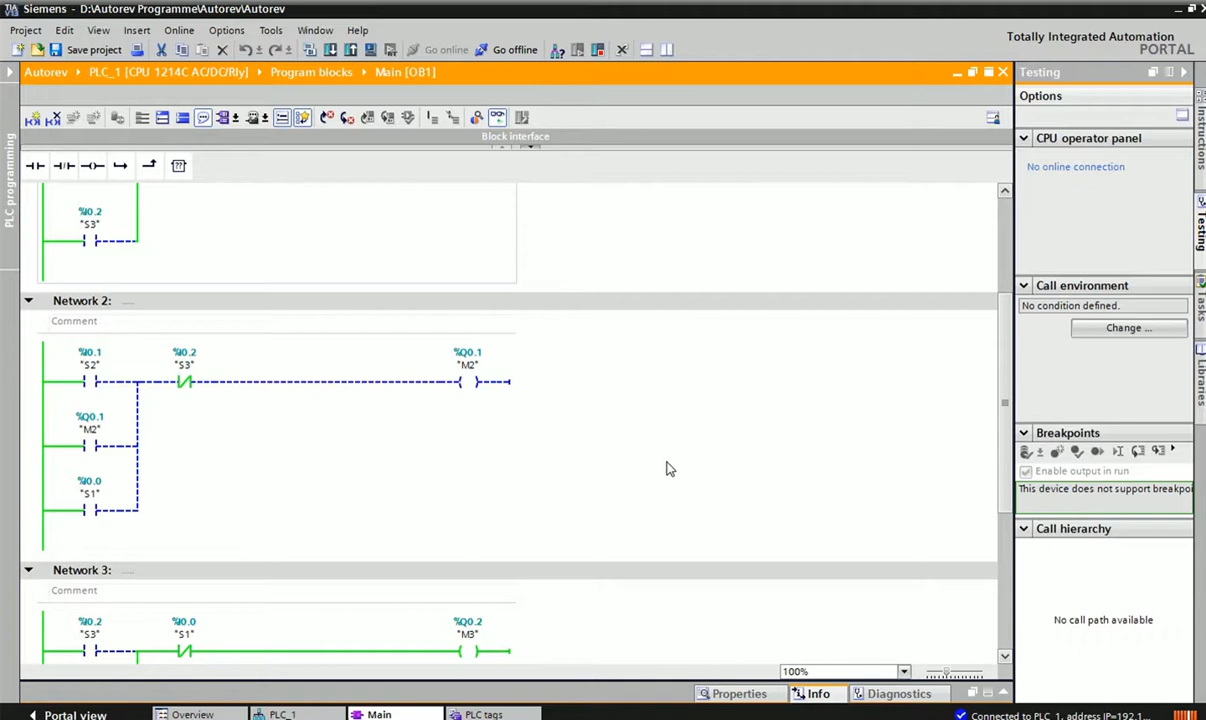 Siemens - D:\Autorev Programme\Autorev\Autorev
Project Edit View Insert Online Options Tools Window Help
Totally Integrated Automation
PORTAL
Save project Go online Go offline
Autorev PLC_1 [CPU 1214C AC/DC/Rly] Program blocks Main [OB1]
Testing
Options
Block interface
CPU operator panel
No online connection
PLC programming
Instructions
Testing
Tasks
Libraries
%I0.2
"S3"
Network 2: .....
Comment
%I0.1 %I0.2 %Q0.1
"S2" "S3" "M2"
%Q0.1
"M2"
%I0.0
"S1"
Call environment
No condition defined.
Change ...
Breakpoints
Enable output in run
This device does not support breakpoi
Call hierarchy
No call path available
Network 3: .....
Comment
%I0.2 %I0.0 %Q0.2
"S3" "S1" "M3"
100%
Properties Info Diagnostics
Portal view Overview PLC_1 Main PLC tags
Connected to PLC_1, address IP=192.1...